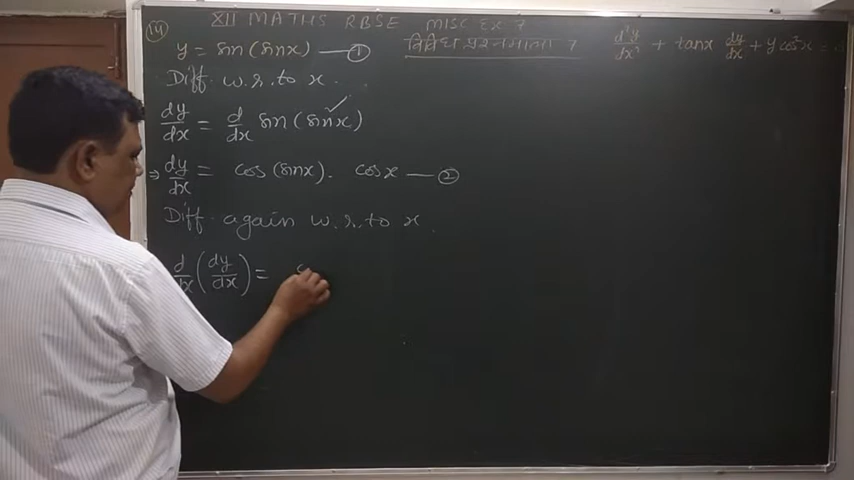 14
XII MATHS RBSE MISC EX 7
विविध प्रश्नमाला 7
d²y/dx² + tanx dy/dx + y cos²x =
y = sin (sinx) — ①
Diff w.r.to x.
dy/dx = d/dx sin (sinx) ✓
⇒ dy/dx = cos (sinx). cosx — ②
Diff. again w.r.to x.
d/dx (dy/dx) =